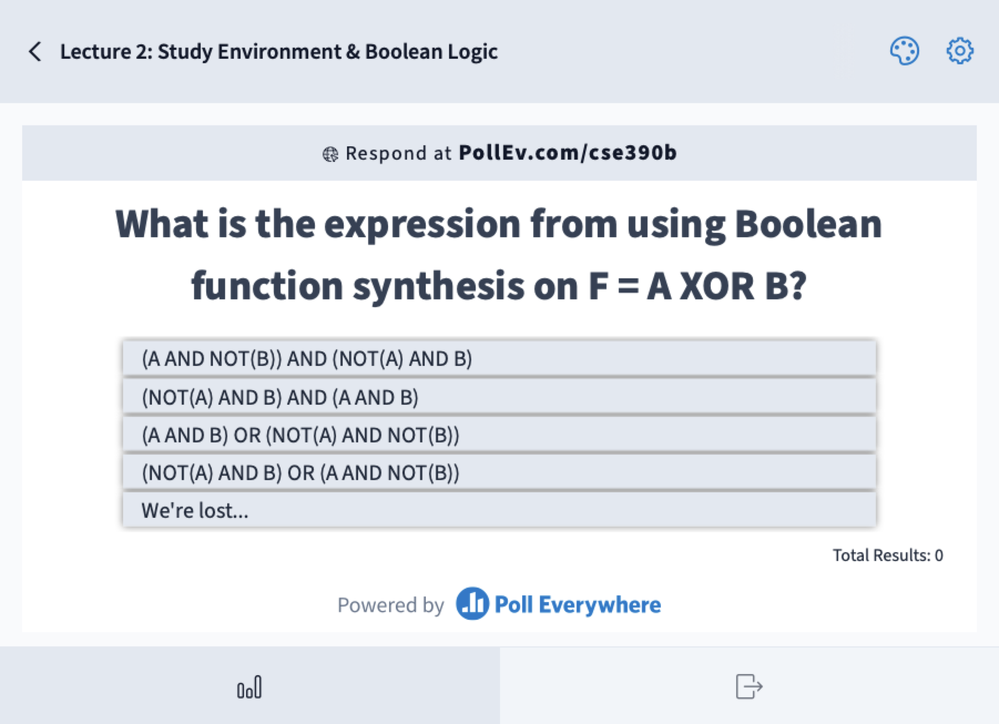 Lecture 2: Study Environment & Boolean Logic
Respond at PollEv.com/cse390b
What is the expression from using Boolean
function synthesis on F = A XOR B?
(A AND NOT(B)) AND (NOT(A) AND B)
(NOT(A) AND B) AND (A AND B)
(A AND B) OR (NOT(A) AND NOT(B))
(NOT(A) AND B) OR (A AND NOT(B))
We're lost...
Total Results: 0
Powered by Poll Everywhere